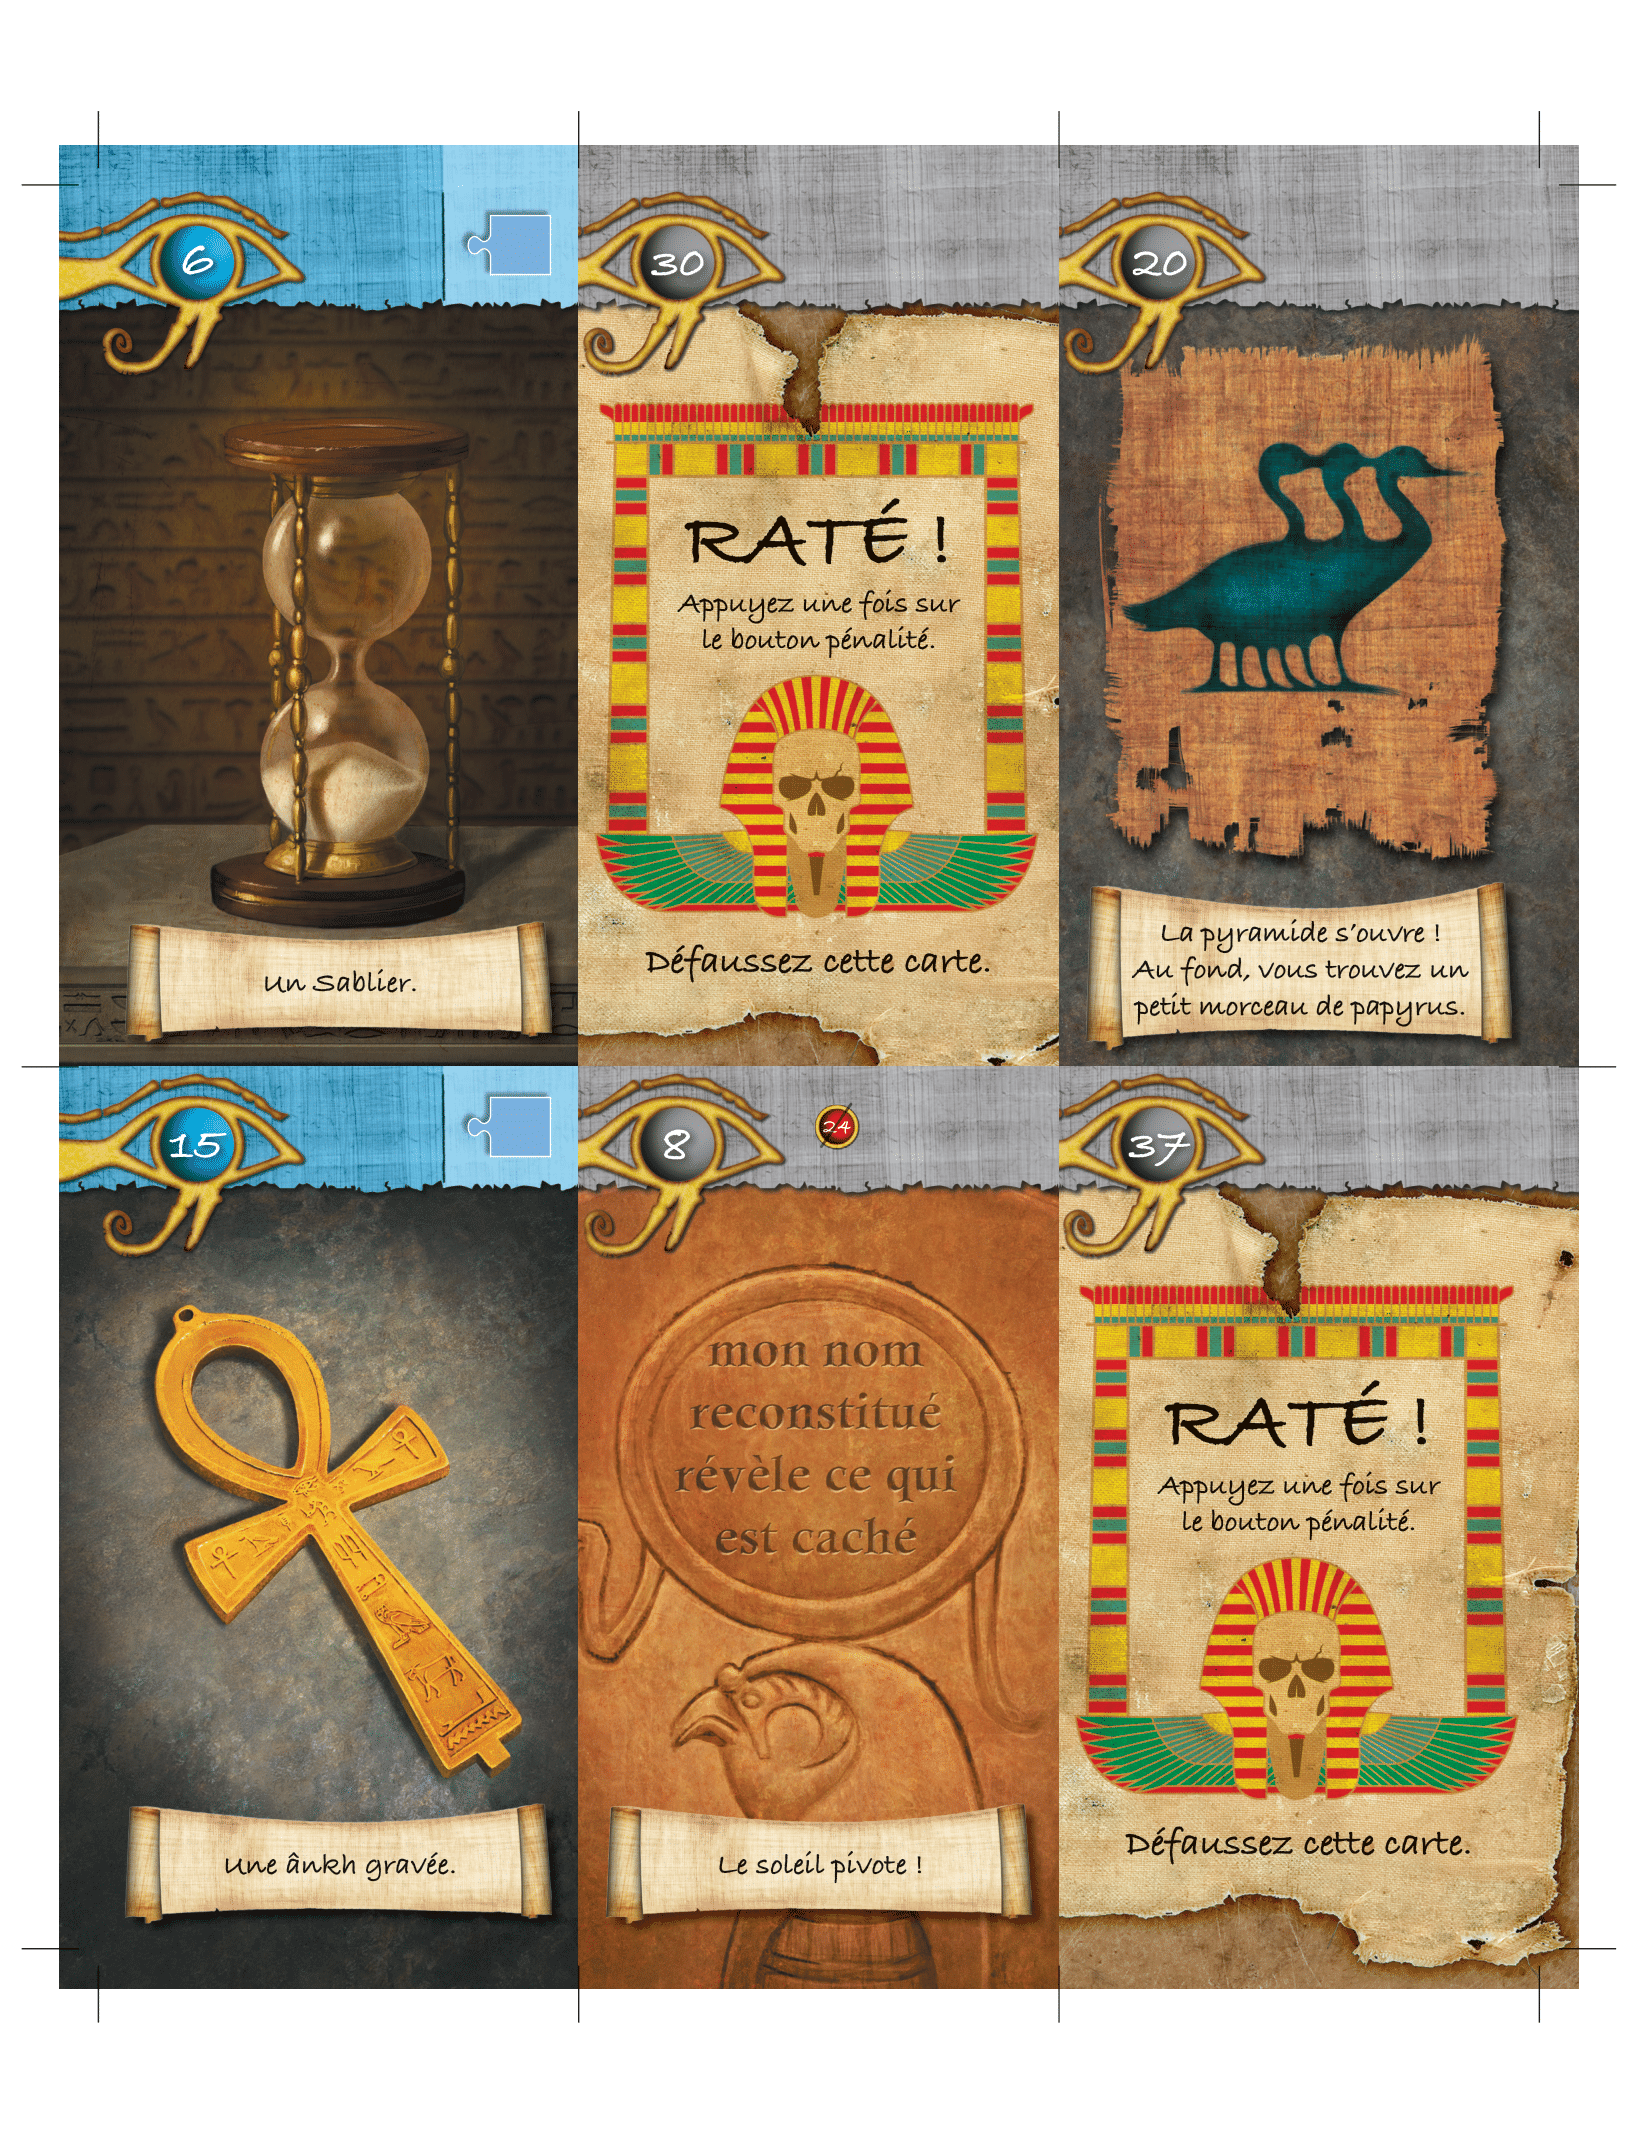 6
Un Sablier.
30
RATÉ !
Appuyez une fois sur
le bouton pénalité.
Défaussez cette carte.
20
La pyramide s'ouvre !
Au fond, vous trouvez un
petit morceau de papyrus.
15
Une ânkh gravée.
8
24
mon nom
reconstitué
révèle ce qui
est caché
Le soleil pivote !
37
RATÉ !
Appuyez une fois sur
le bouton pénalité.
Défaussez cette carte.